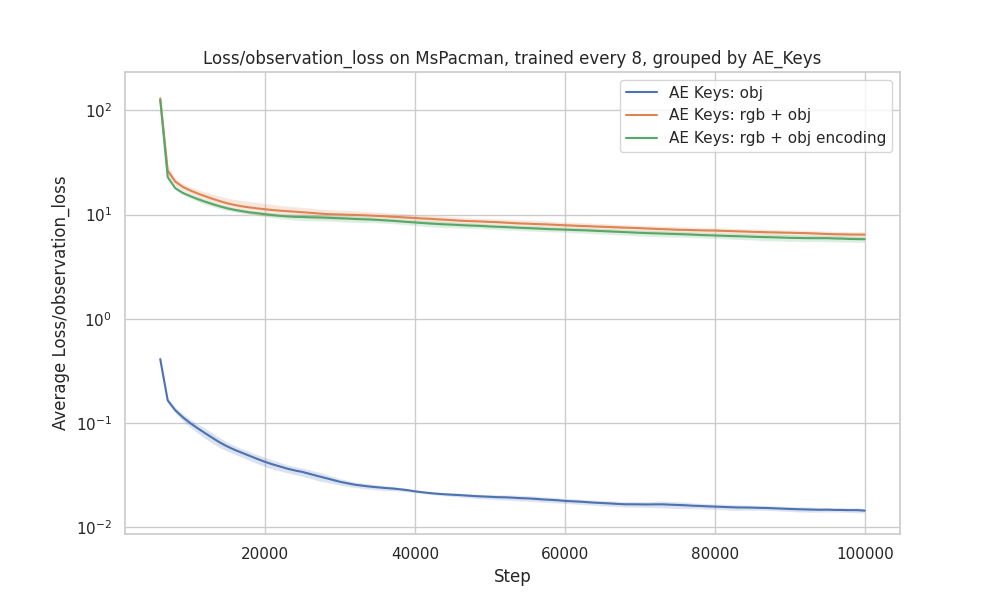 Loss/observation_loss on MsPacman, trained every 8, grouped by AE_Keys
AE Keys: obj
AE Keys: rgb + obj
AE Keys: rgb + obj encoding
Average Loss/observation_loss
10²
10¹
10⁰
10⁻¹
10⁻²
20000 40000 60000 80000 100000
Step